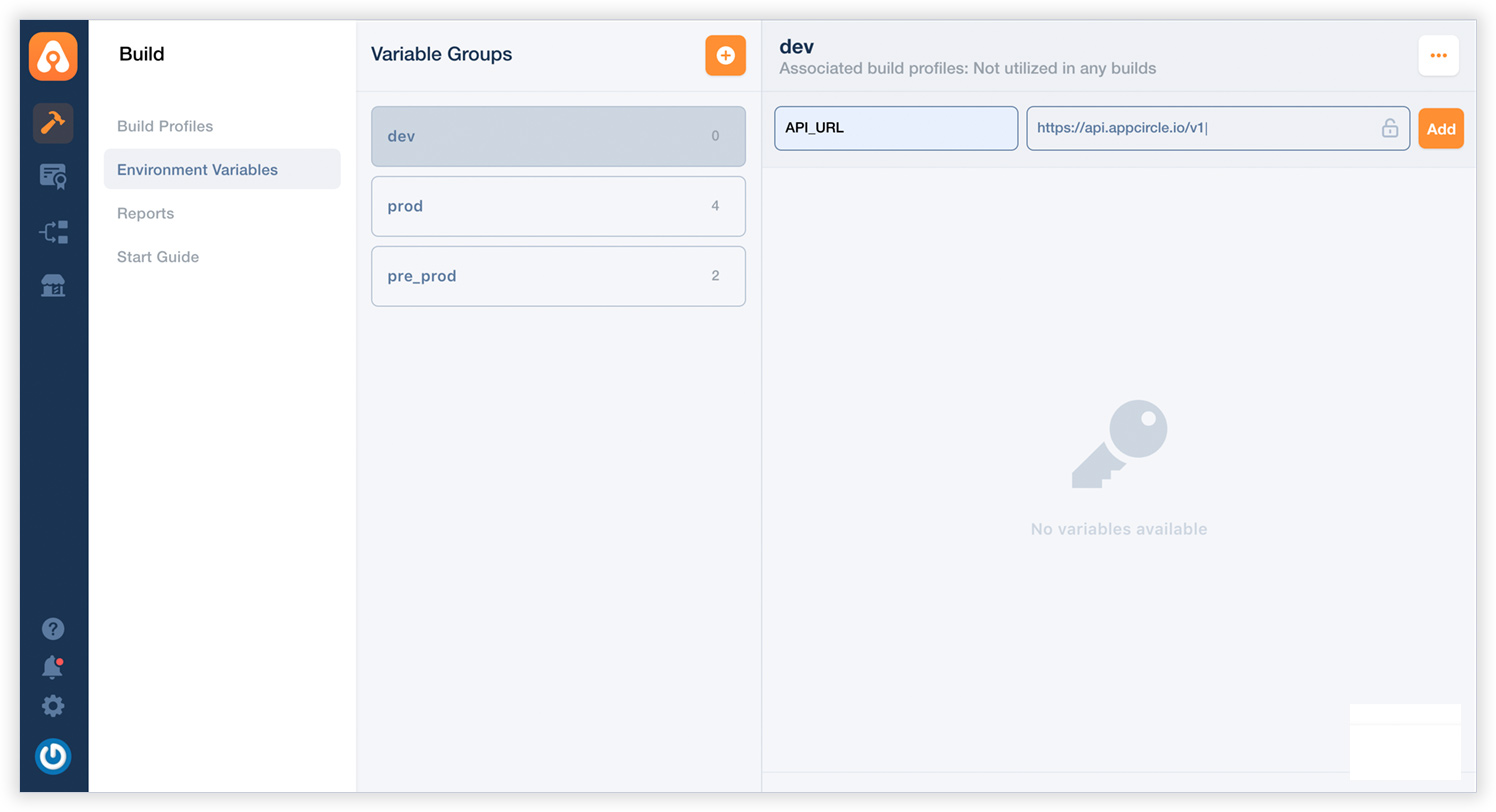 Build
Build Profiles
Environment Variables
Reports
Start Guide
Variable Groups
dev 0
prod 4
pre_prod 2
dev
Associated build profiles: Not utilized in any builds
API_URL
https://api.appcircle.io/v1
Add
No variables available